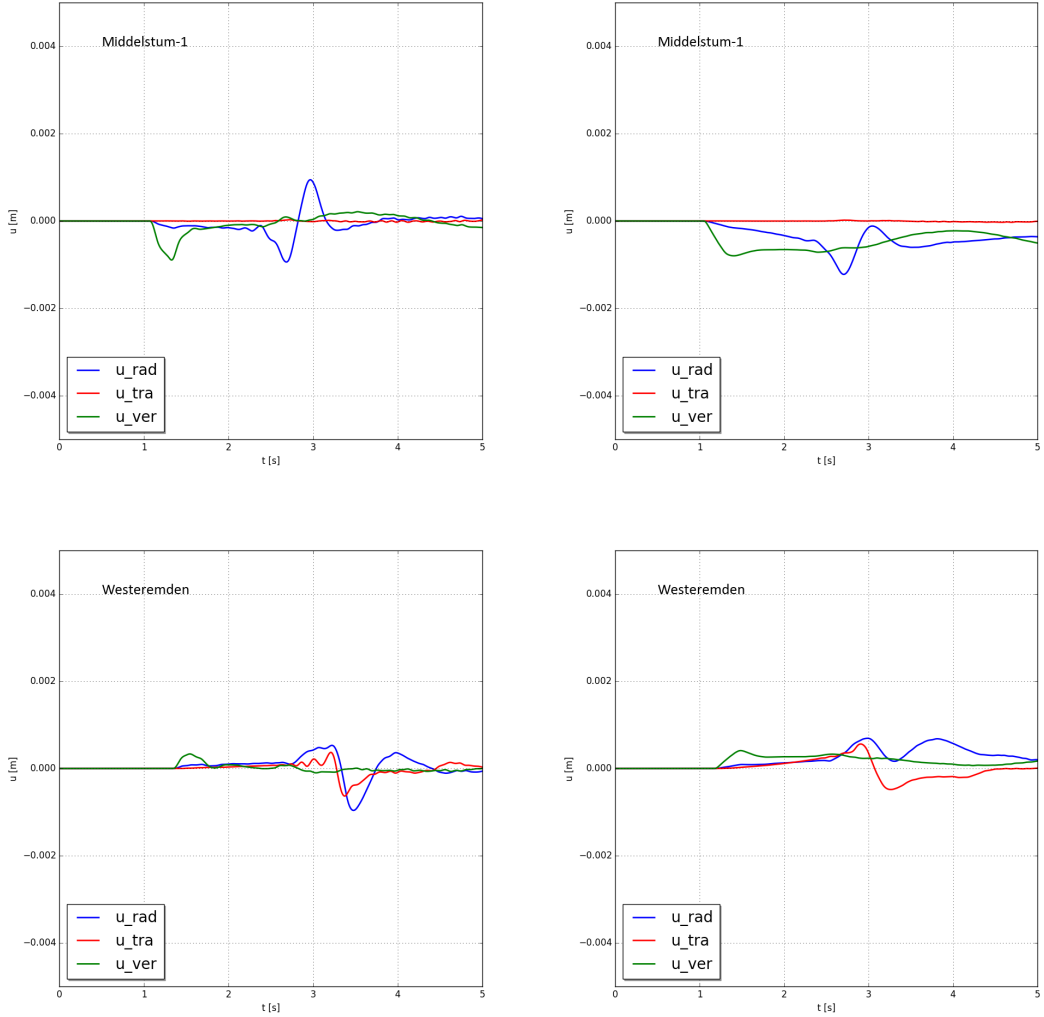 Middelstum-1
0.004
0.002
0.000
−0.002
−0.004
u [m]
u_rad
u_tra
u_ver
0 1 2 3 4 5
t [s]
Middelstum-1
0.004
0.002
0.000
−0.002
−0.004
u [m]
u_rad
u_tra
u_ver
0 1 2 3 4 5
t [s]
Westeremden
0.004
0.002
0.000
−0.002
−0.004
u [m]
u_rad
u_tra
u_ver
0 1 2 3 4 5
t [s]
Westeremden
0.004
0.002
0.000
−0.002
−0.004
u [m]
u_rad
u_tra
u_ver
0 1 2 3 4 5
t [s]